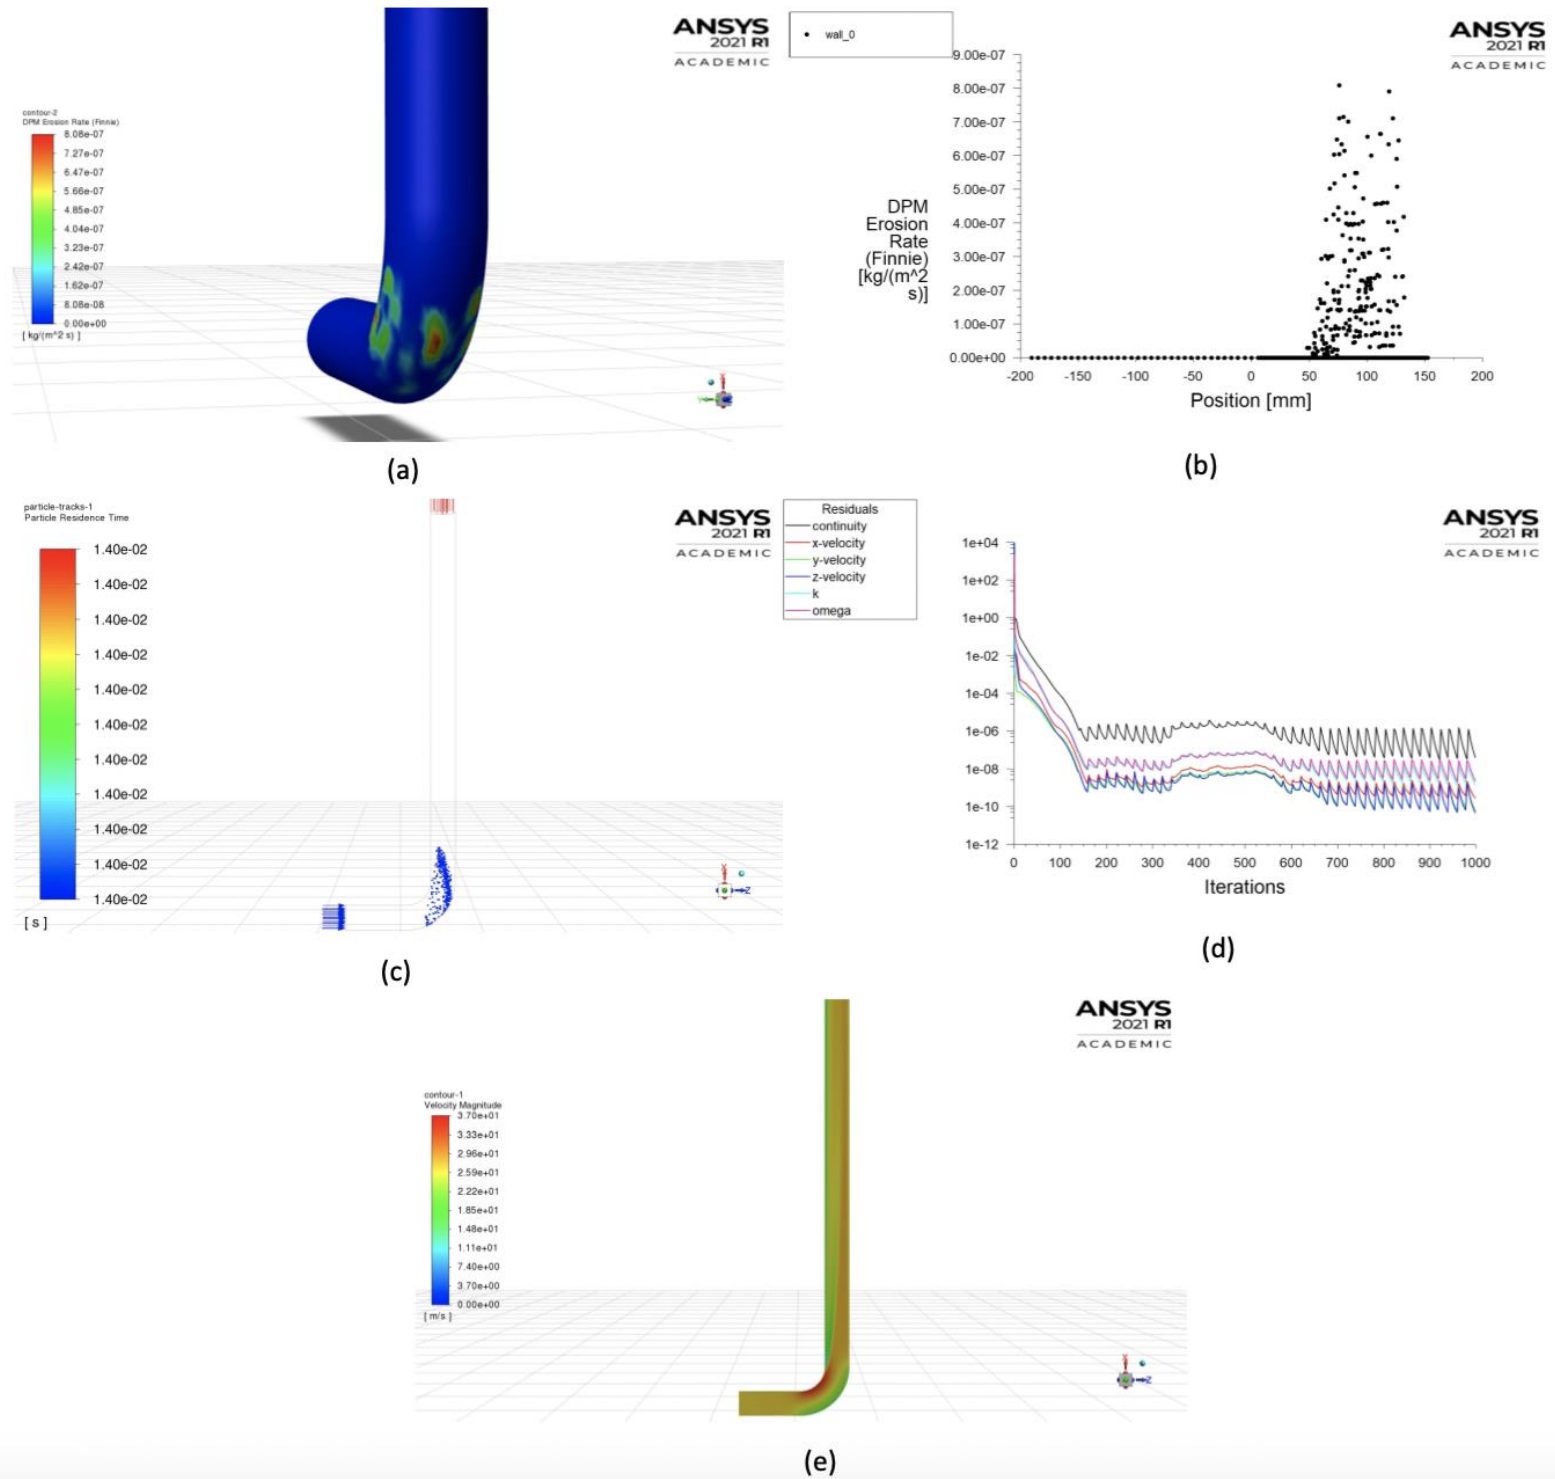 ANSYS
2021 R1
ACADEMIC
contour-2
DPM Erosion Rate (Finnie)
8.08e-07
7.27e-07
6.47e-07
5.66e-07
4.85e-07
4.04e-07
3.23e-07
2.42e-07
1.62e-07
8.08e-08
0.00e+00
[ kg/(m^2 s) ]
(a)
wall_0
ANSYS
2021 R1
ACADEMIC
9.00e-07
8.00e-07
7.00e-07
6.00e-07
5.00e-07
4.00e-07
3.00e-07
2.00e-07
1.00e-07
0.00e+00
DPM
Erosion
Rate
(Finnie)
[kg/(m^2
s)]
-200 -150 -100 -50 0 50 100 150 200
Position [mm]
(b)
particle-tracks-1
Particle Residence Time
ANSYS
2021 R1
ACADEMIC
1.40e-02
1.40e-02
1.40e-02
1.40e-02
1.40e-02
1.40e-02
1.40e-02
1.40e-02
1.40e-02
1.40e-02
1.40e-02
[ s ]
Z
(c)
Residuals
continuity
x-velocity
y-velocity
z-velocity
k
omega
ANSYS
2021 R1
ACADEMIC
1e+04
1e+02
1e+00
1e-02
1e-04
1e-06
1e-08
1e-10
1e-12
0 100 200 300 400 500 600 700 800 900 1000
Iterations
(d)
ANSYS
2021 R1
ACADEMIC
contour-1
Velocity Magnitude
3.70e+01
3.33e+01
2.96e+01
2.59e+01
2.22e+01
1.85e+01
1.48e+01
1.11e+01
7.40e+00
3.70e+00
0.00e+00
[ m/s ]
Z
(e)